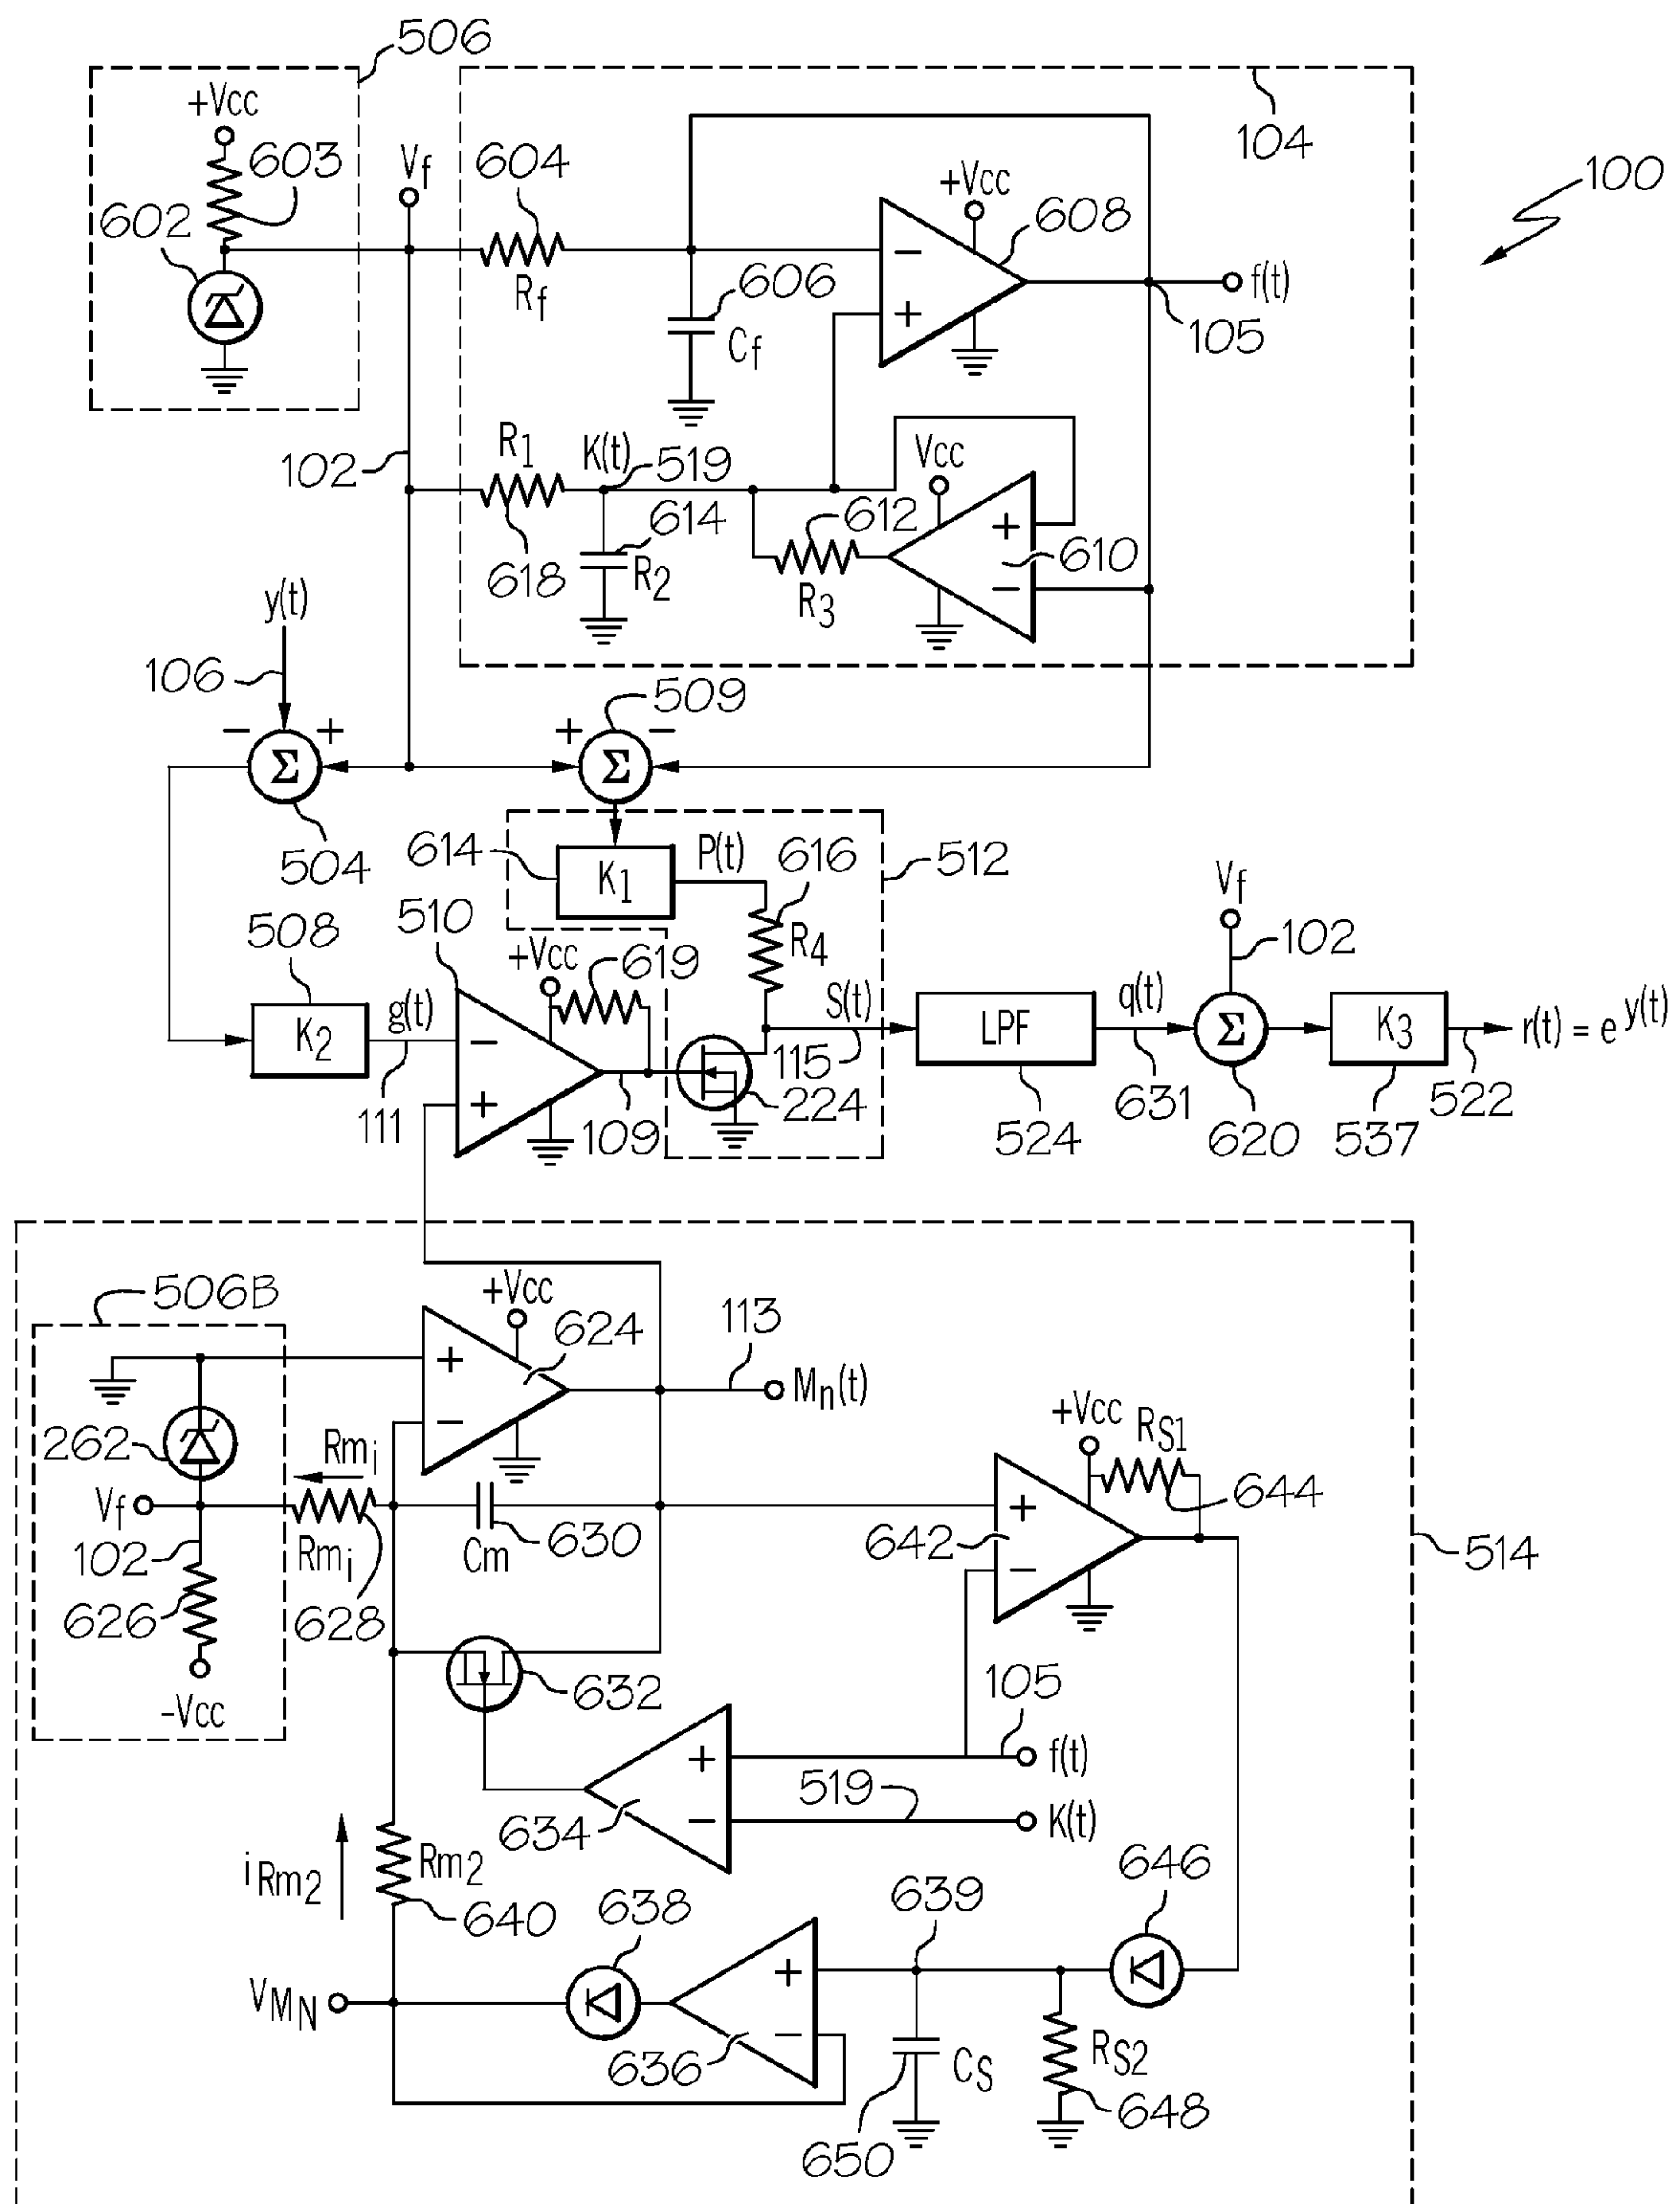 506
+Vcc
603
602
Vf
604
Rf
104
100
+Vcc
608
−
+
606
Cf
f(t)
105
102
R1
K(t)
519
614
618
R2
Vcc
612
R3
+
610
−
y(t)
106
509
− +
Σ
504
+ −
Σ
614
K1
P(t)
616
512
R4
510
508
K2
g(t)
111
+Vcc
619
−
+
109
S(t)
115
224
LPF
524
q(t)
631
Vf
102
Σ
620
K3
537
522
r(t) = e y(t)
506B
+Vcc
624
+
−
113
Mn(t)
262
Rmi
Vf
102
Rmi
628
Cm
630
626
-Vcc
+Vcc
RS1
644
642
+
−
514
632
105
f(t)
+
634
−
519
K(t)
i Rm2
Rm2
640
638
639
646
VMN
+
636
−
CS
650
RS2
648